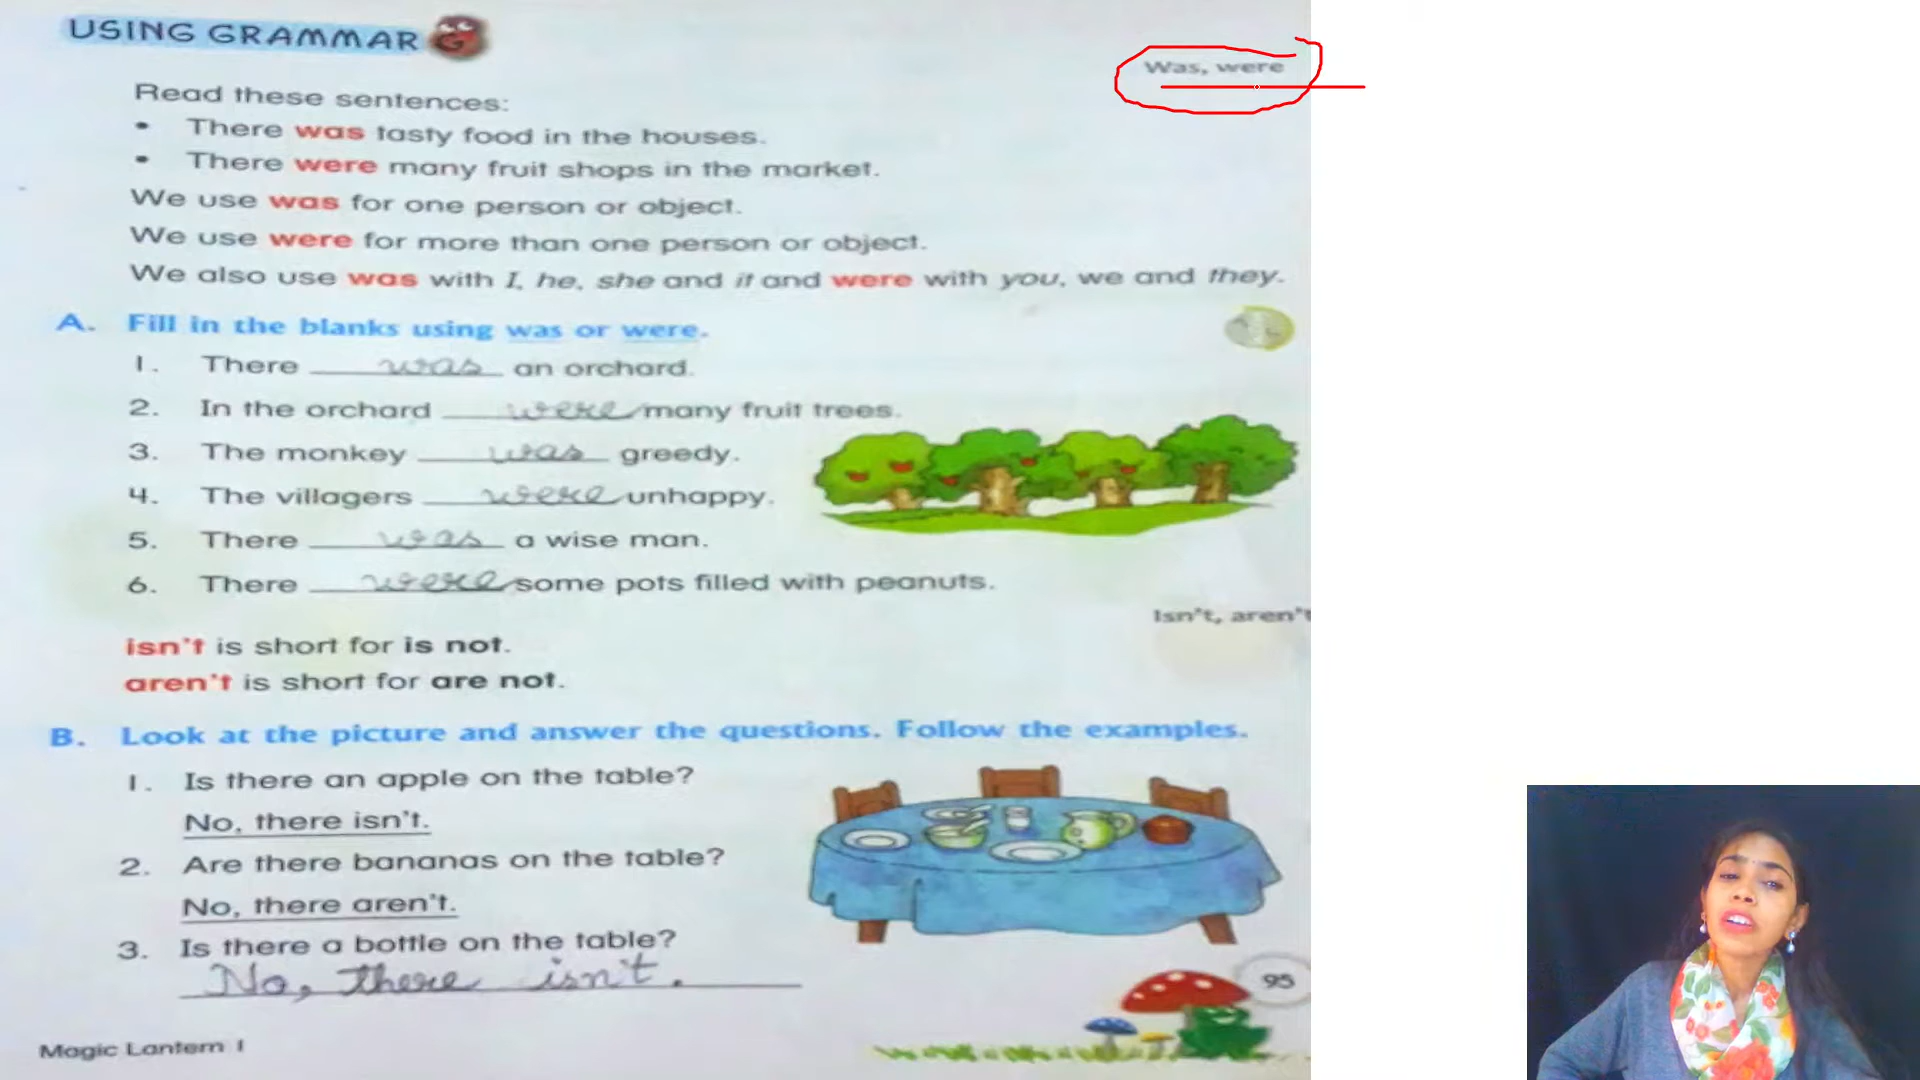 USING GRAMMAR
Was, were
Read these sentences:
• There was tasty food in the houses.
• There were many fruit shops in the market.
We use was for one person or object.
We use were for more than one person or object.
We also use was with I, he, she and it and were with you, we and they.
A. Fill in the blanks using was or were.
1. There was an orchard.
2. In the orchard were many fruit trees.
3. The monkey was greedy.
4. The villagers were unhappy.
5. There was a wise man.
6. There were some pots filled with peanuts.
Isn't, aren't
isn't is short for is not.
aren't is short for are not.
B. Look at the picture and answer the questions. Follow the examples.
1. Is there an apple on the table?
No, there isn't.
2. Are there bananas on the table?
No, there aren't.
3. Is there a bottle on the table?
No, there isn't.
95
Magic Lantern 1